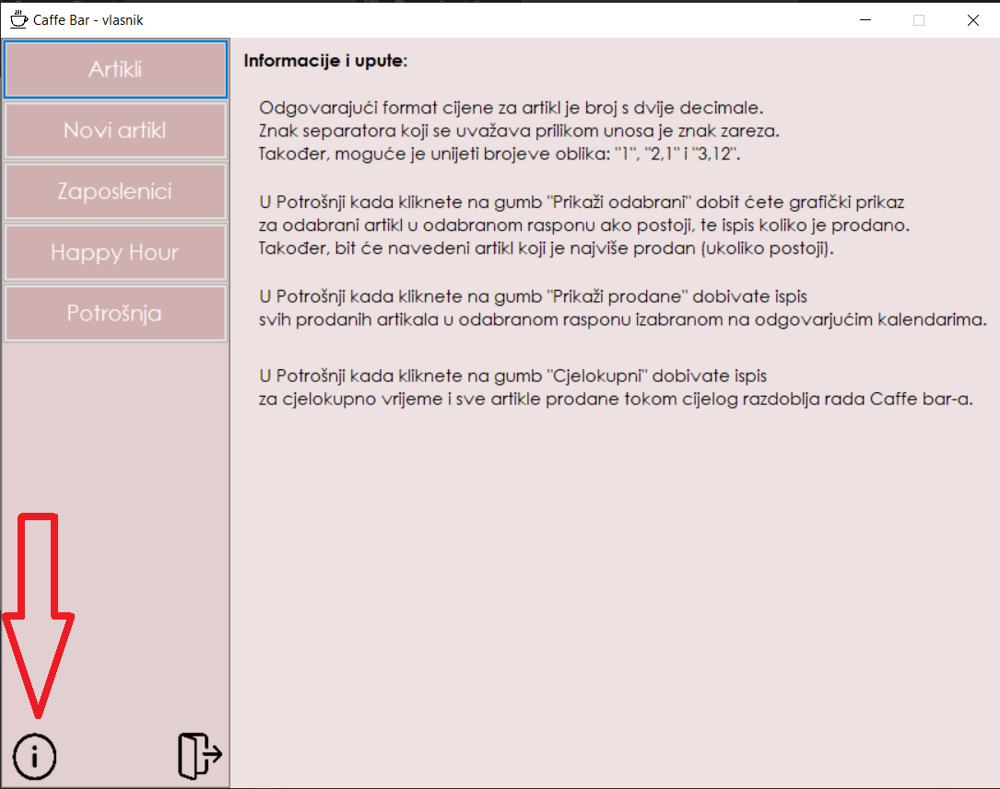 Caffe Bar - vlasnik
Artikli
Novi artikl
Zaposlenici
Happy Hour
Potrošnja
Informacije i upute:
Odgovarajući format cijene za artikl je broj s dvije decimale.
Znak separatora koji se uvažava prilikom unosa je znak zareza.
Također, moguće je unijeti brojeve oblika: "1", "2,1" i "3,12".
U Potrošnji kada kliknete na gumb "Prikaži odabrani" dobit ćete grafički prikaz
za odabrani artikl u odabranom rasponu ako postoji, te ispis koliko je prodano.
Također, bit će navedeni artikl koji je najviše prodan (ukoliko postoji).
U Potrošnji kada kliknete na gumb "Prikaži prodane" dobivate ispis
svih prodanih artikala u odabranom rasponu izabranom na odgovarjućim kalendarima.
U Potrošnji kada kliknete na gumb "Cjelokupni" dobivate ispis
za cjelokupno vrijeme i sve artikle prodane tokom cijelog razdoblja rada Caffe bar-a.